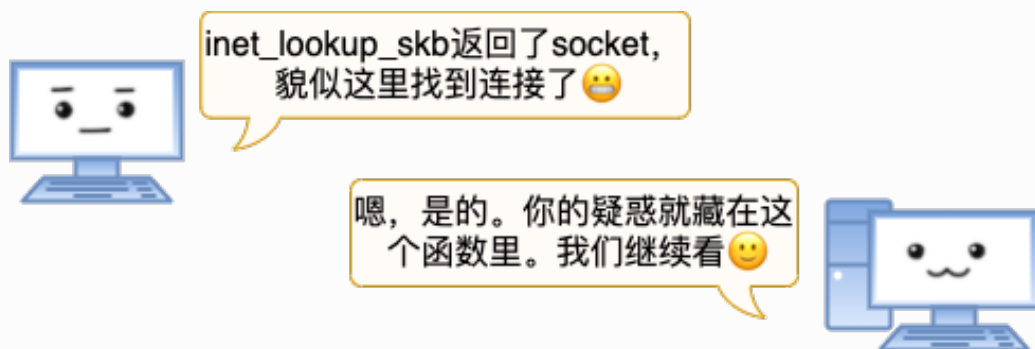 inet_lookup_skb返回了socket，
貌似这里找到连接了😬
嗯，是的。你的疑惑就藏在这
个函数里。我们继续看🙂